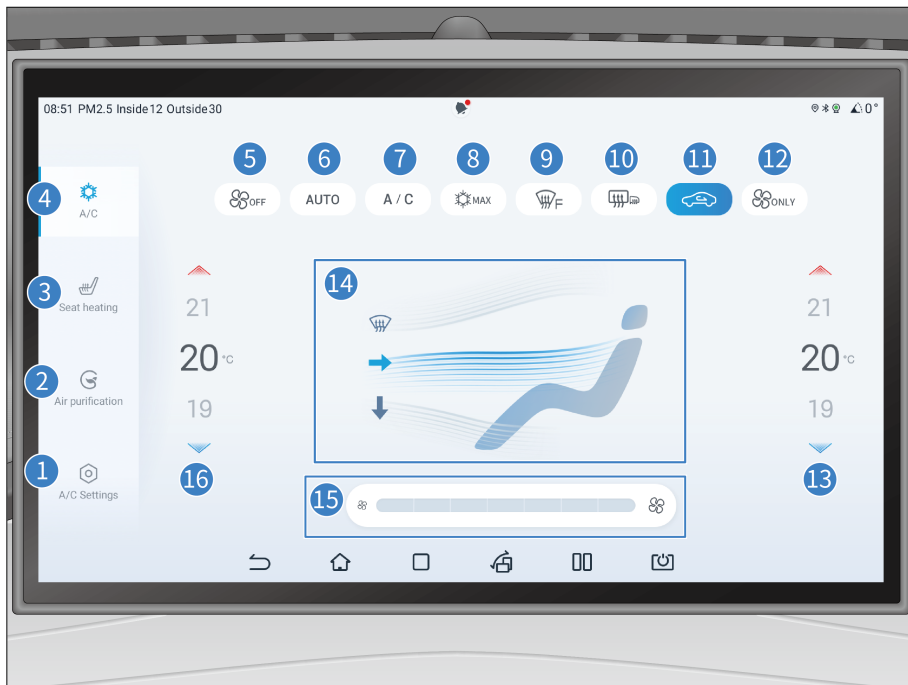 08:51 PM2.5 Inside12 Outside30
0°
5 6 7 8 9 10 11 12
OFF AUTO A / C MAX F ONLY
4
A/C
3
Seat heating
2
Air purification
1
A/C Settings
21
20 °C
19
16
14
15
21
20 °C
19
13